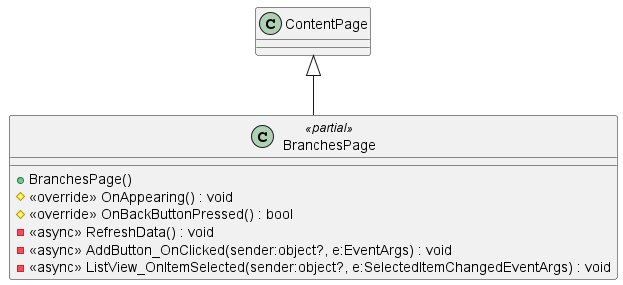 C ContentPage
«partial»
C BranchesPage
BranchesPage()
«override» OnAppearing() : void
«override» OnBackButtonPressed() : bool
«async» RefreshData() : void
«async» AddButton_OnClicked(sender:object?, e:EventArgs) : void
«async» ListView_OnItemSelected(sender:object?, e:SelectedItemChangedEventArgs) : void